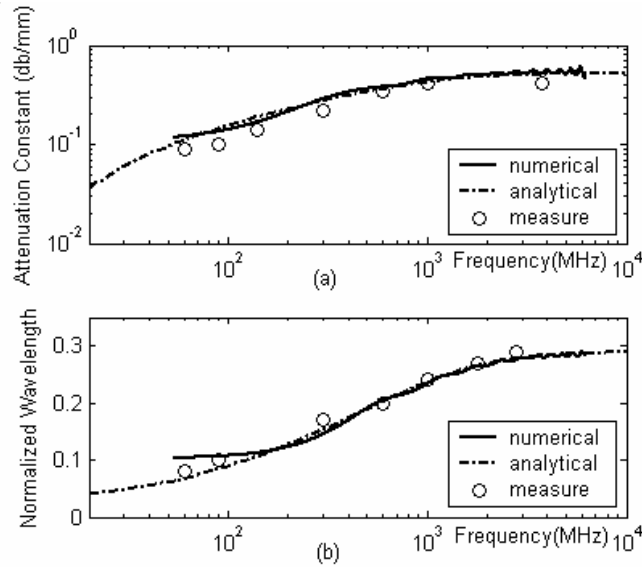 Attenuation Constant (db/mm)
10^0
10^-1
10^-2
numerical
analytical
measure
10^2
10^3
Frequency(MHz)
10^4
(a)
Normalized Wavelength
0.3
0.2
0.1
0
numerical
analytical
measure
10^2
10^3
Frequency(MHz)
10^4
(b)